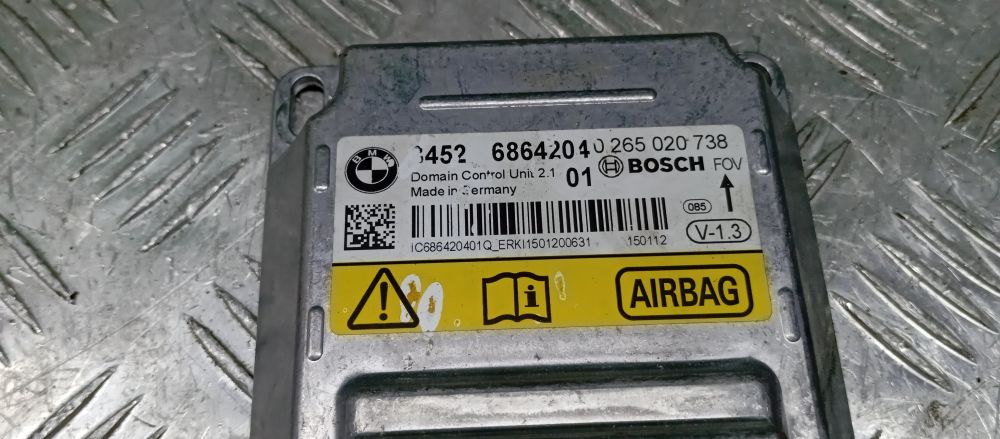 BMW
3452 6864204 0 265 020 738
Domain Control Unit 2.1 01 BOSCH FOV
Made in Germany
085
V-1.3
IC686420401Q_ERKI1501200631 150112
AIRBAG